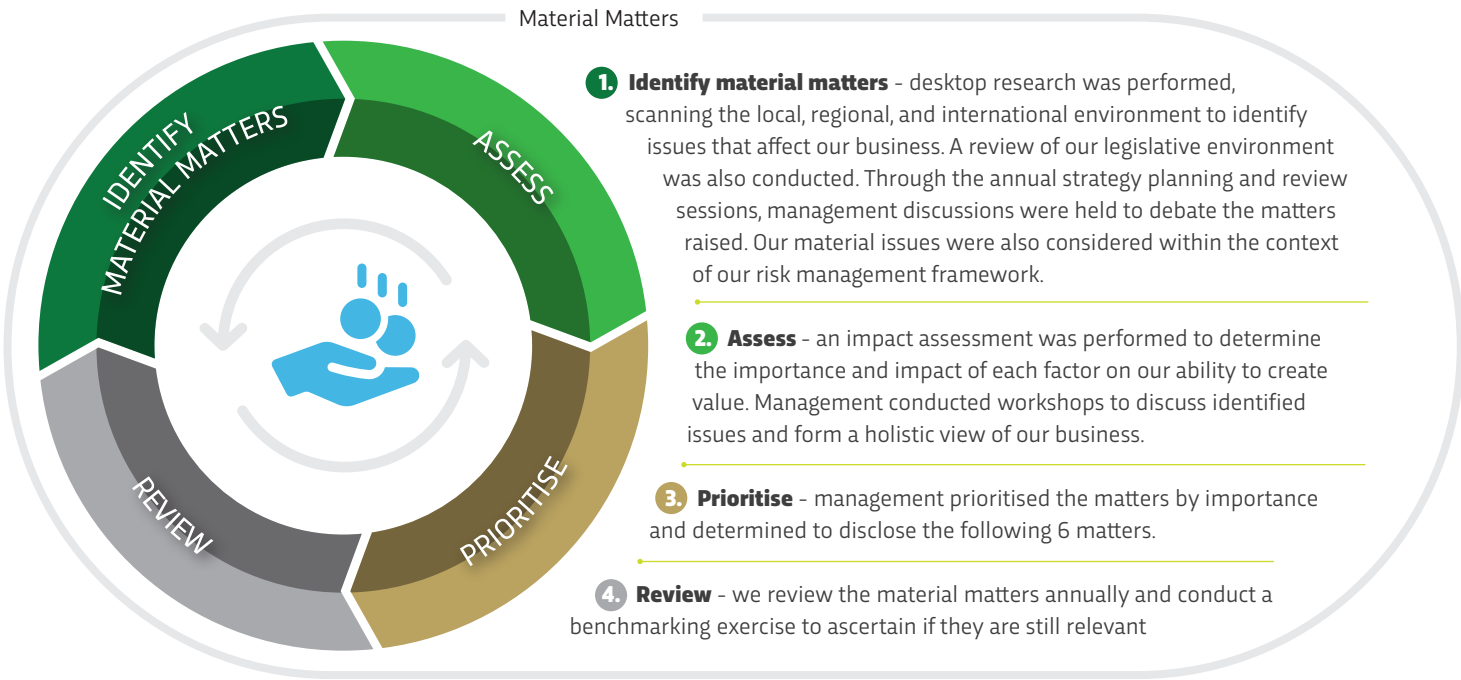 Material Matters
IDENTIFY
MATERIAL MATTERS
ASSESS
PRIORITISE
REVIEW
1. Identify material matters - desktop research was performed,
scanning the local, regional, and international environment to identify
issues that affect our business. A review of our legislative environment
was also conducted. Through the annual strategy planning and review
sessions, management discussions were held to debate the matters
raised. Our material issues were also considered within the context
of our risk management framework.
2. Assess - an impact assessment was performed to determine
the importance and impact of each factor on our ability to create
value. Management conducted workshops to discuss identified
issues and form a holistic view of our business.
3. Prioritise - management prioritised the matters by importance
and determined to disclose the following 6 matters.
4. Review - we review the material matters annually and conduct a
benchmarking exercise to ascertain if they are still relevant